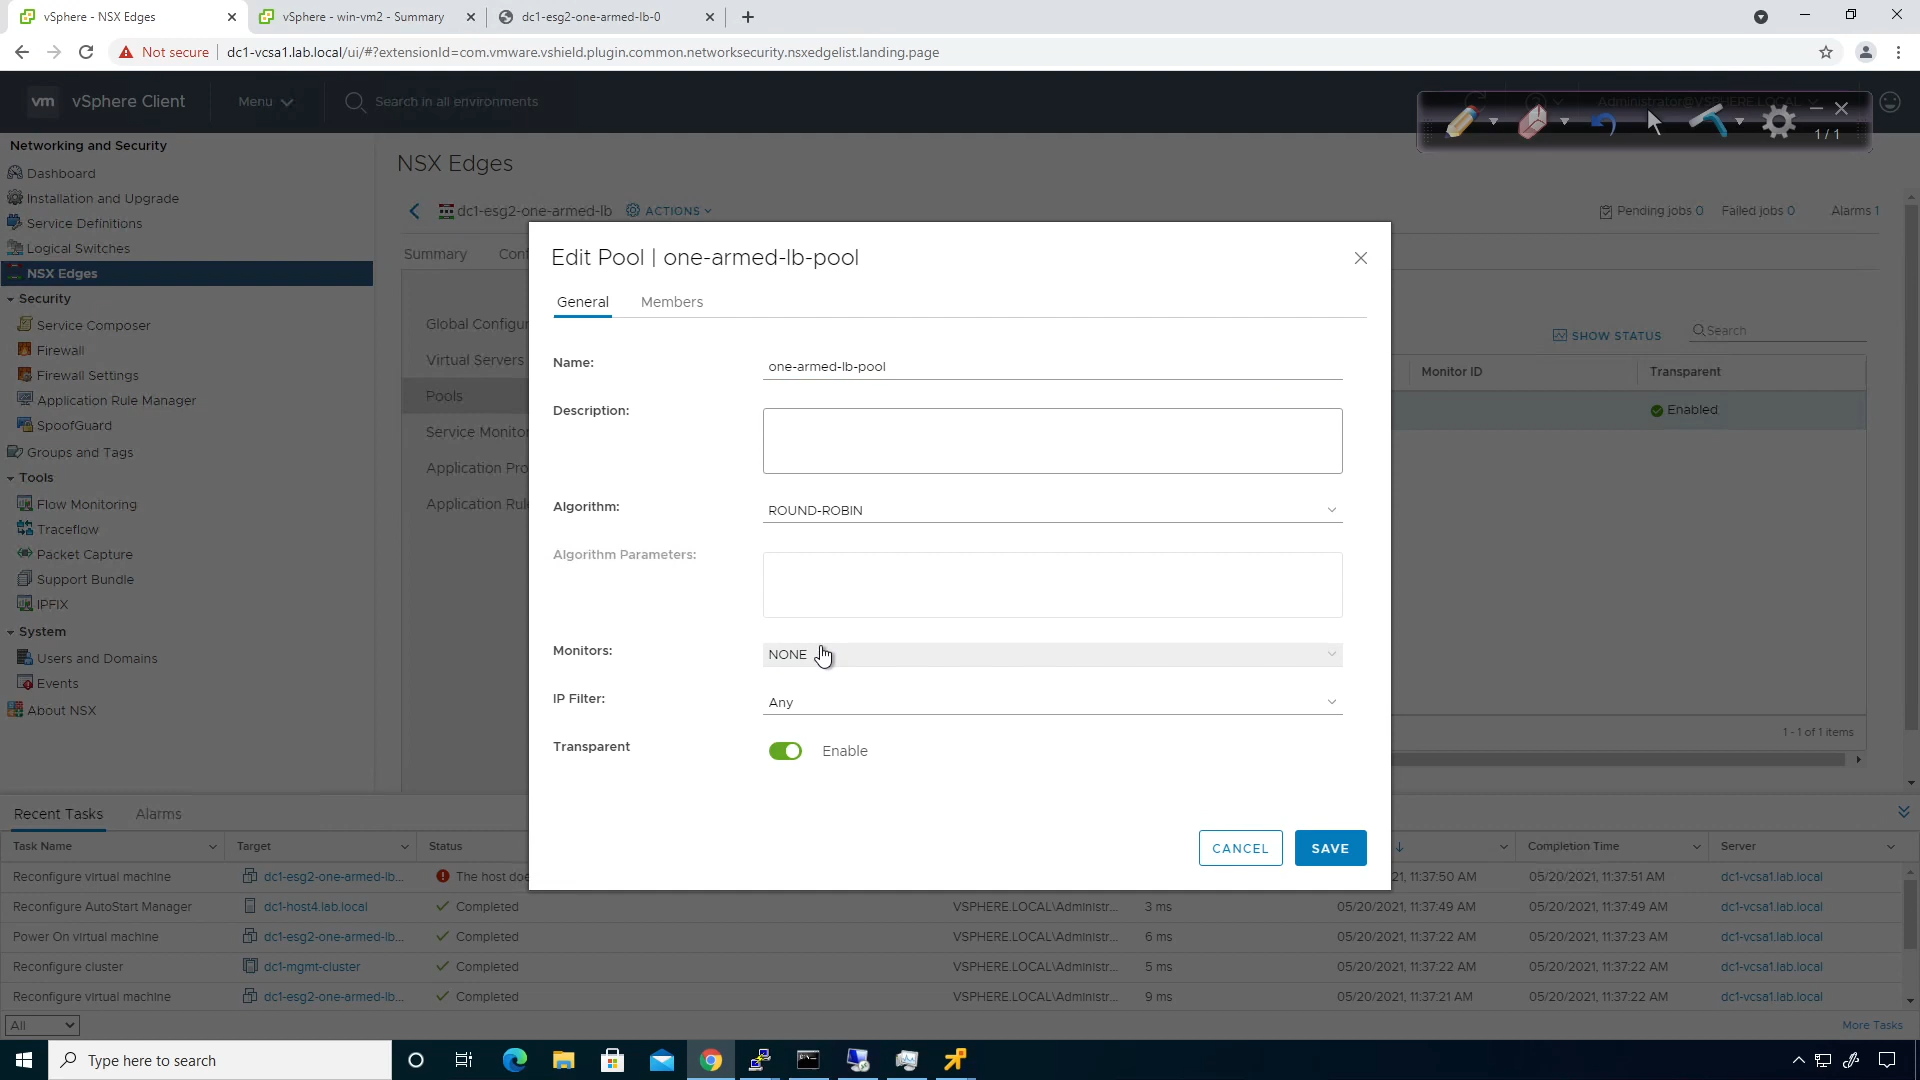 vSphere - NSX Edges
vSphere - win-vm2 - Summary
dc1-esg2-one-armed-lb-0
Not secure
dc1-vcsa1.lab.local/ui/#?extensionId=com.vmware.vshield.plugin.common.networksecurity.nsxedgelist.landing.page
vm vSphere Client
Menu
Search in all environments
Administrator@VSPHERE.LOCAL
1/1
Networking and Security
Dashboard
Installation and Upgrade
Service Definitions
Logical Switches
NSX Edges
Security
Service Composer
Firewall
Firewall Settings
Application Rule Manager
SpoofGuard
Groups and Tags
Tools
Flow Monitoring
Traceflow
Packet Capture
Support Bundle
IPFIX
System
Users and Domains
Events
About NSX
NSX Edges
dc1-esg2-one-armed-lb
ACTIONS
Pending jobs 0
Failed jobs 0
Alarms 1
Summary
Conf
Global Configur
Virtual Servers
Pools
Service Monitor
Application Pro
Application Rul
SHOW STATUS
Search
Monitor ID
Transparent
Enabled
1 - 1 of 1 items
Edit Pool | one-armed-lb-pool
General
Members
Name:
one-armed-lb-pool
Description:
Algorithm:
ROUND-ROBIN
Algorithm Parameters:
Monitors:
NONE
IP Filter:
Any
Transparent
Enable
CANCEL
SAVE
Recent Tasks
Alarms
Task Name
Target
Status
Completion Time
Server
Reconfigure virtual machine
dc1-esg2-one-armed-lb...
The host doe
21, 11:37:50 AM
05/20/2021, 11:37:51 AM
dc1-vcsa1.lab.local
Reconfigure AutoStart Manager
dc1-host4.lab.local
Completed
VSPHERE.LOCAL\Administr...
3 ms
05/20/2021, 11:37:49 AM
05/20/2021, 11:37:49 AM
dc1-vcsa1.lab.local
Power On virtual machine
dc1-esg2-one-armed-lb...
Completed
VSPHERE.LOCAL\Administr...
6 ms
05/20/2021, 11:37:22 AM
05/20/2021, 11:37:23 AM
dc1-vcsa1.lab.local
Reconfigure cluster
dc1-mgmt-cluster
Completed
VSPHERE.LOCAL\Administr...
5 ms
05/20/2021, 11:37:22 AM
05/20/2021, 11:37:22 AM
dc1-vcsa1.lab.local
Reconfigure virtual machine
dc1-esg2-one-armed-lb...
Completed
VSPHERE.LOCAL\Administr...
9 ms
05/20/2021, 11:37:21 AM
05/20/2021, 11:37:22 AM
dc1-vcsa1.lab.local
All
More Tasks
Type here to search